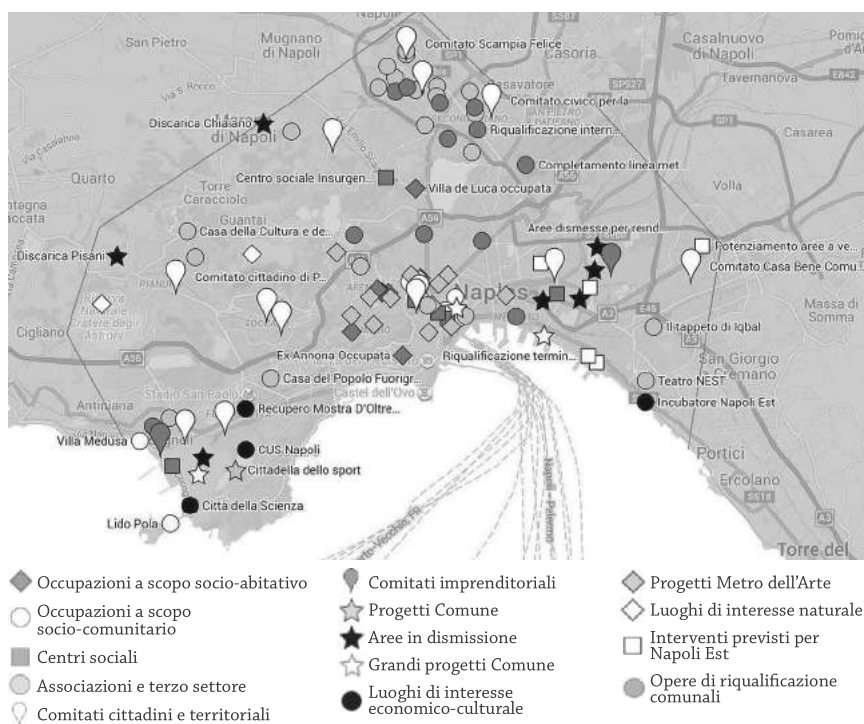 Napoli
San Pietro
Mugnano
di Napoli
Comitato Scampia Felice
Casoria
Casalnuovo
di Napoli
Tavernanova
Casavatore
Comitato civico per la
Discarica Chiaiano
di Napoli
Riqualificazione intern...
Casarea
Quarto
Centro sociale Insurgen...
Completamento linea met...
Villa de Luca occupata
Volla
Torre
Caracciolo
Guantai
Casa della Cultura e de...
Aree dismesse per rend...
Discarica Pisani
Potenziamento aree a ve...
Comitato cittadino di P...
Comitato Casa Bene Comu...
Naples
Massa di
Somma
Cigliano
Il tappeto di Iqbal
Ex Annona Occupata
Riqualificazione termin...
San Giorgio
a Cremano
Casa del Popolo Fuorigr...
Teatro NEST
Stadio San Paolo
Castel dell'Ovo
Antiniana
Recupero Mostra D'Oltre...
Incubatore Napoli Est
Villa Medusa
CUS Napoli
Portici
Cittadella dello sport
Ercolano
Città della Scienza
Napoli - Palermo
Lido Pola
Torre del
Occupazioni a scopo socio-abitativo
Occupazioni a scopo
socio-comunitario
Centri sociali
Associazioni e terzo settore
Comitati cittadini e territoriali
Comitati imprenditoriali
Progetti Comune
Aree in dismissione
Grandi progetti Comune
Luoghi di interesse
economico-culturale
Progetti Metro dell'Arte
Luoghi di interesse naturale
Interventi previsti per
Napoli Est
Opere di riqualificazione
comunali